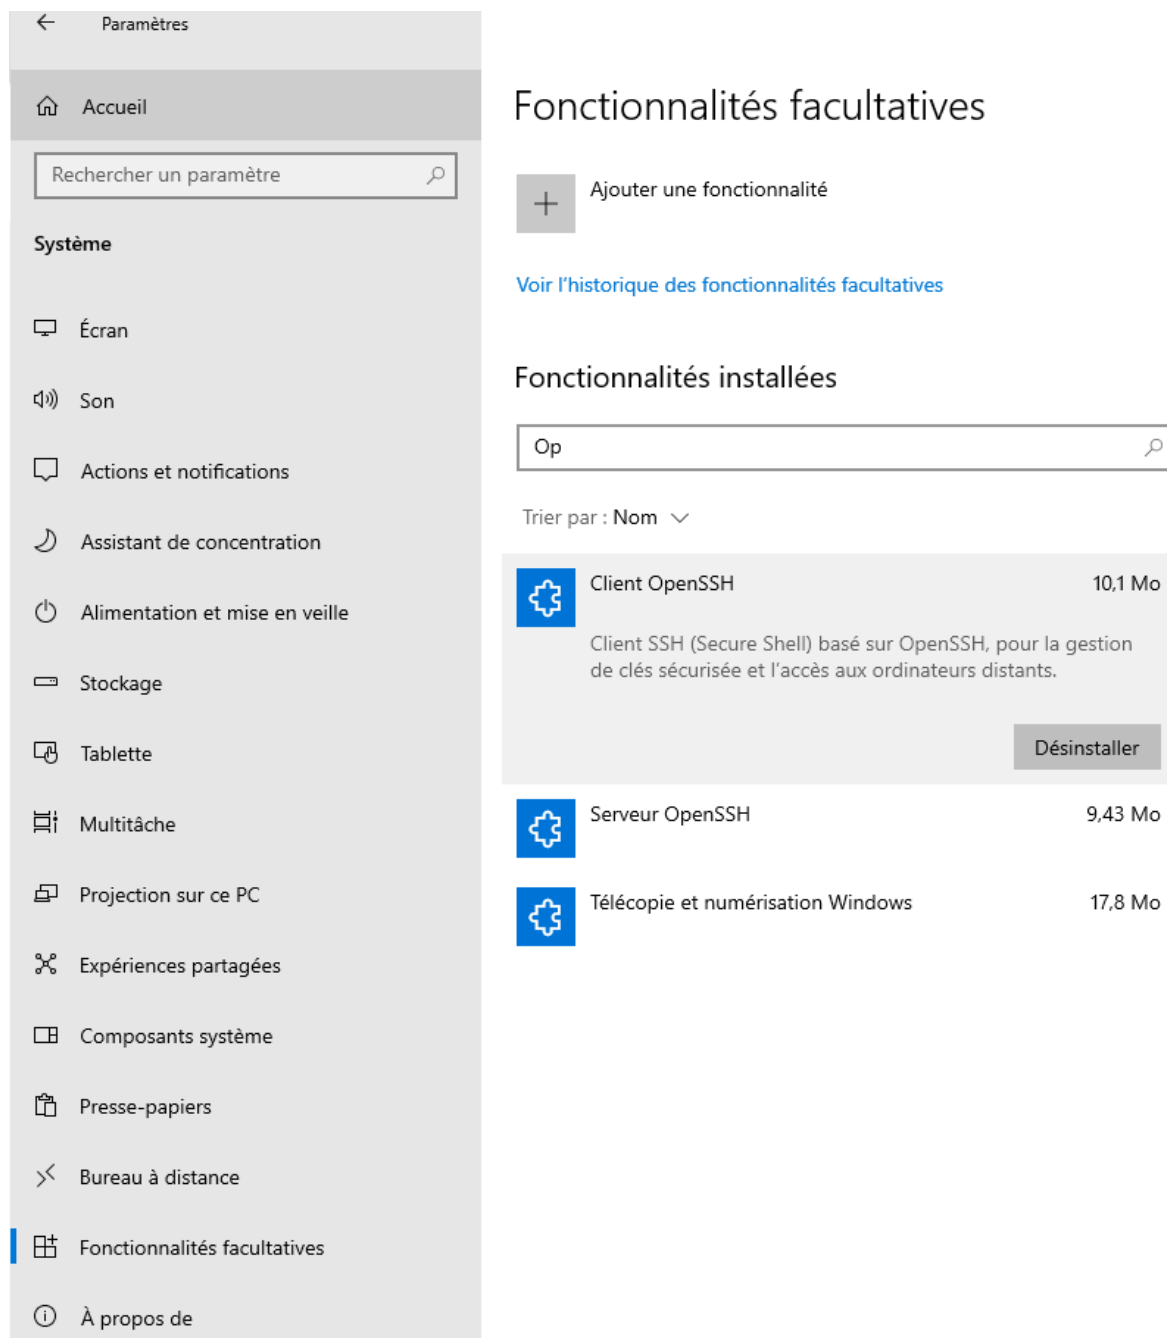 Paramètres
Accueil
Rechercher un paramètre
Système
Écran
Son
Actions et notifications
Assistant de concentration
Alimentation et mise en veille
Stockage
Tablette
Multitâche
Projection sur ce PC
Expériences partagées
Composants système
Presse-papiers
Bureau à distance
Fonctionnalités facultatives
À propos de
Fonctionnalités facultatives
Ajouter une fonctionnalité
Voir l'historique des fonctionnalités facultatives
Fonctionnalités installées
Op
Trier par : Nom
Client OpenSSH 10,1 Mo
Client SSH (Secure Shell) basé sur OpenSSH, pour la gestion
de clés sécurisée et l'accès aux ordinateurs distants.
Désinstaller
Serveur OpenSSH 9,43 Mo
Télécopie et numérisation Windows 17,8 Mo